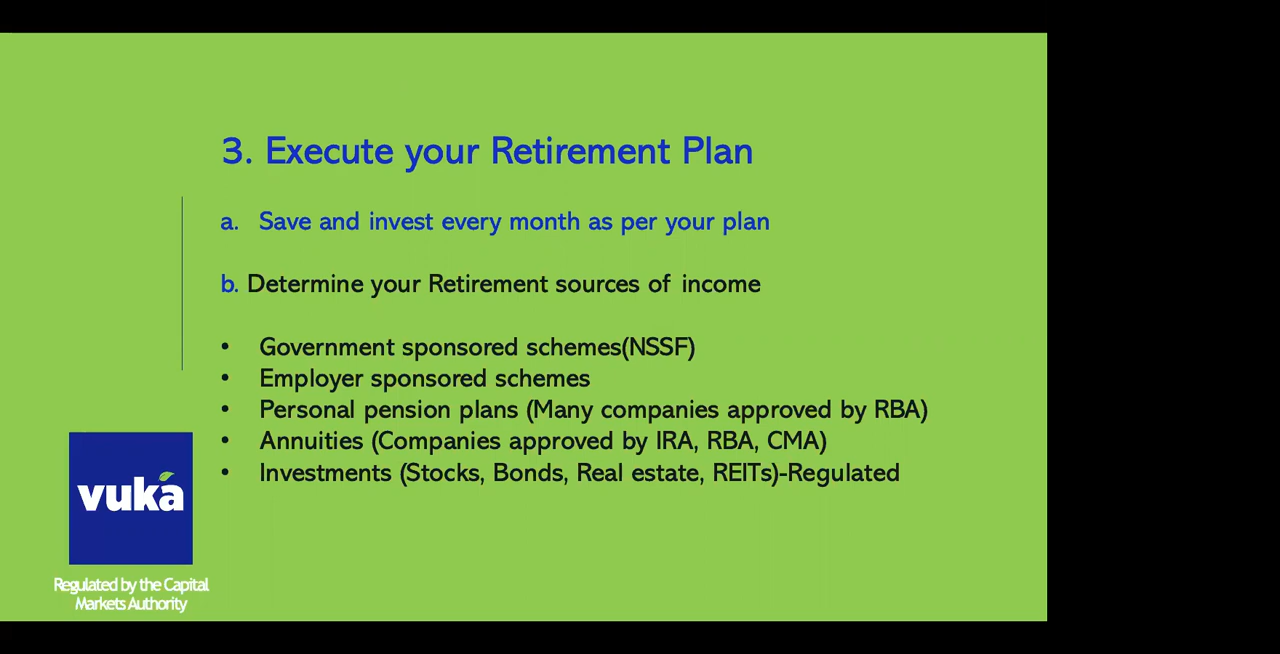 3. Execute your Retirement Plan
a. Save and invest every month as per your plan
b. Determine your Retirement sources of income
• Government sponsored schemes(NSSF)
• Employer sponsored schemes
• Personal pension plans (Many companies approved by RBA)
• Annuities (Companies approved by IRA, RBA, CMA)
• Investments (Stocks, Bonds, Real estate, REITs)-Regulated
vuka
Regulated by the Capital
Markets Authority